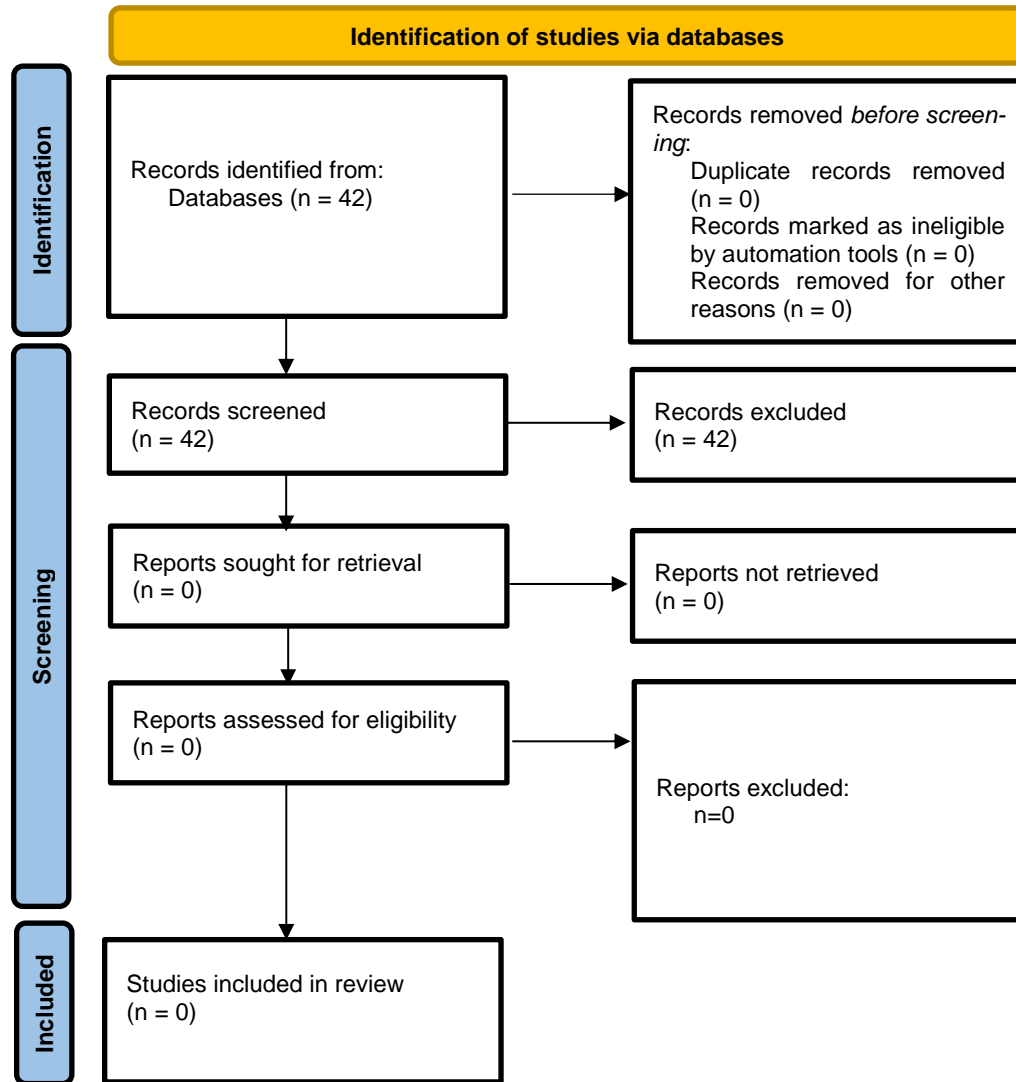 Identification of studies via databases
Identification
Records identified from:
Databases (n = 42)
Records removed before screen-
ing:
Duplicate records removed
(n = 0)
Records marked as ineligible
by automation tools (n = 0)
Records removed for other
reasons (n = 0)
Screening
Records screened
(n = 42)
Records excluded
(n = 42)
Reports sought for retrieval
(n = 0)
Reports not retrieved
(n = 0)
Reports assessed for eligibility
(n = 0)
Reports excluded:
n=0
Included
Studies included in review
(n = 0)